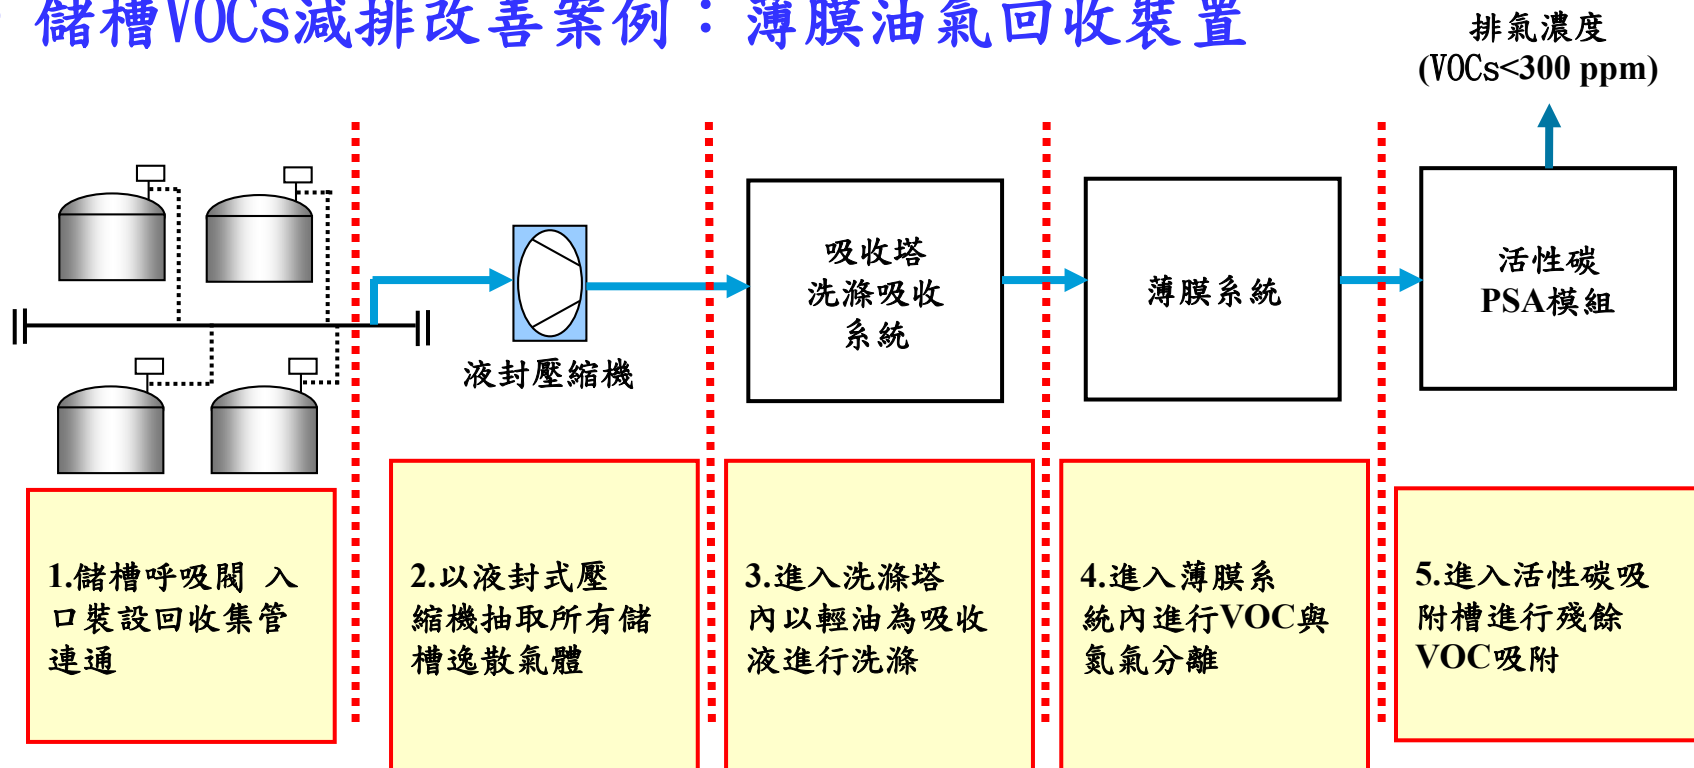 儲槽VOCs減排改善案例：薄膜油氣回收裝置
排氣濃度
(VOCs<300 ppm)
液封壓縮機
吸收塔
洗滌吸收
系統
薄膜系統
活性碳
PSA模組
1.儲槽呼吸閥 入
口裝設回收集管
連通
2.以液封式壓
縮機抽取所有儲
槽逸散氣體
3.進入洗滌塔
內以輕油為吸收
液進行洗滌
4.進入薄膜系
統內進行VOC與
氮氣分離
5.進入活性碳吸
附槽進行殘餘
VOC吸附